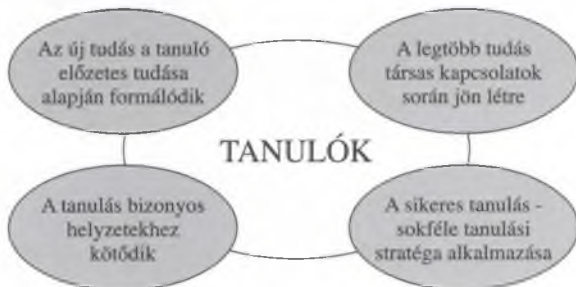 Az új tudás a tanuló
előzetes tudása
alapján formálódik
A legtöbb tudás
társas kapcsolatok
során jön létre
TANULÓK
A tanulás bizonyos
helyzetekhez
kötődik
A sikeres tanulás -
sokféle tanulási
stratéga alkalmazása